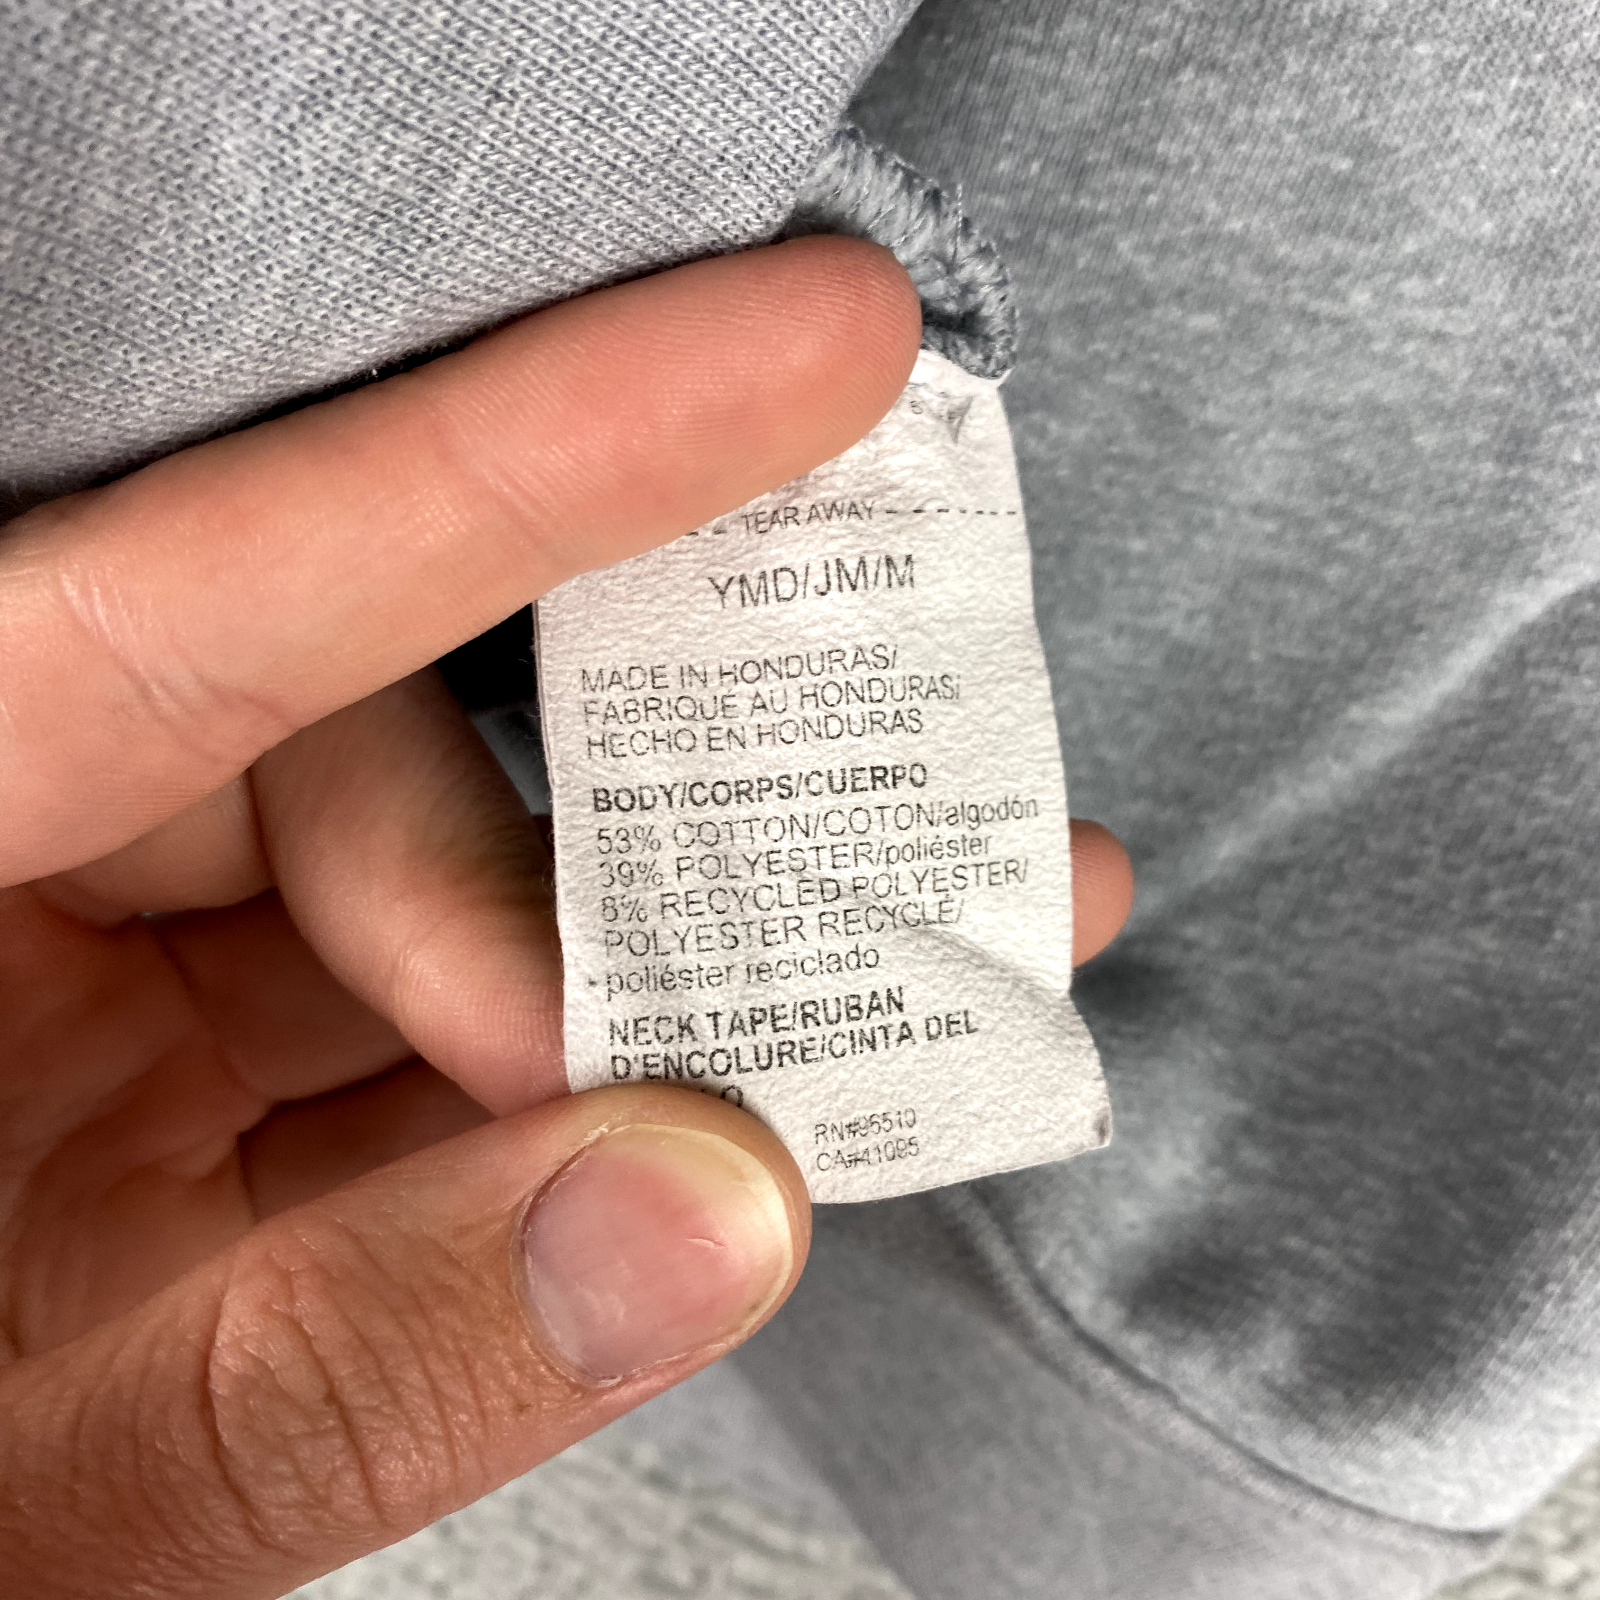 TEAR AWAY
YMD/JM/M
MADE IN HONDURAS/
FABRIQUÉ AU HONDURAS/
HECHO EN HONDURAS
BODY/CORPS/CUERPO
53% COTTON/COTON/algodón
39% POLYESTER/poliéster
8% RECYCLED POLYESTER/
POLYESTER RECYCLÉ/
poliéster reciclado
NECK TAPE/RUBAN
D'ENCOLURE/CINTA DEL
RN#96510
CA#41095